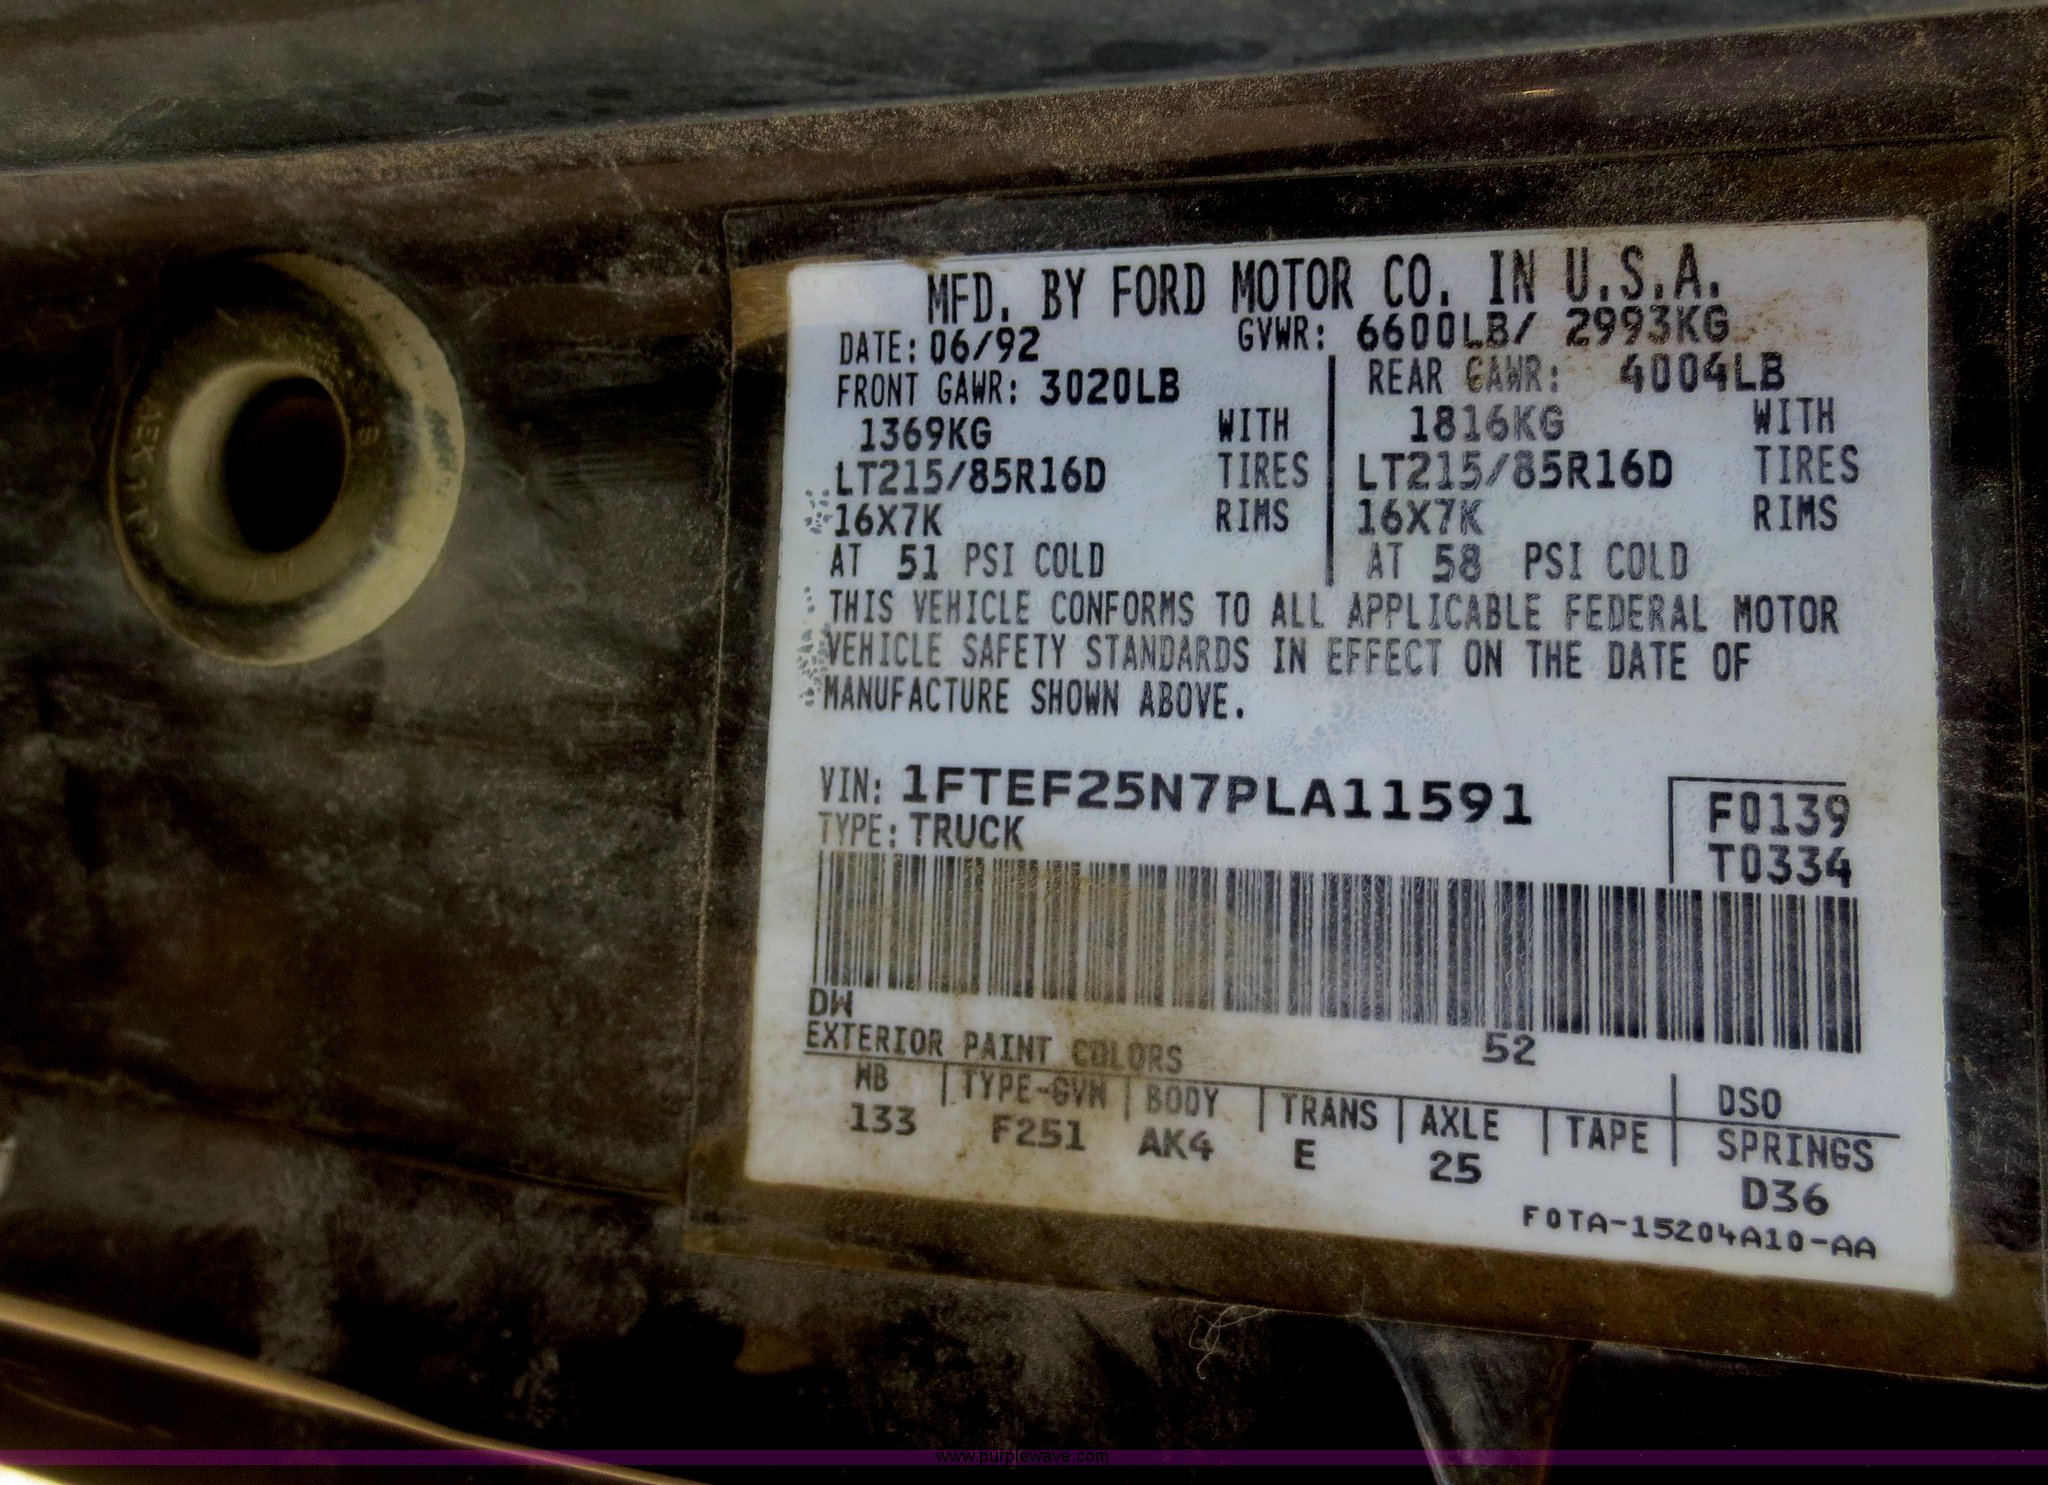 MFD. BY FORD MOTOR CO. IN U.S.A.
DATE: 06/92 GVWR: 6600LB/ 2993KG
FRONT GAWR: 3020LB REAR GAWR: 4004LB
1369KG WITH 1816KG WITH
LT215/85R16D TIRES LT215/85R16D TIRES
16X7K RIMS 16X7K RIMS
AT 51 PSI COLD AT 58 PSI COLD
THIS VEHICLE CONFORMS TO ALL APPLICABLE FEDERAL MOTOR
VEHICLE SAFETY STANDARDS IN EFFECT ON THE DATE OF
MANUFACTURE SHOWN ABOVE.
VIN: 1FTEF25N7PLA11591 F0139
TYPE: TRUCK T0334
DW
EXTERIOR PAINT COLORS 52
WB TYPE-GVW BODY TRANS AXLE TAPE DSO
133 F251 AK4 E 25 SPRINGS
D36
F0TA-15204A10-AA
www.purplewave.com